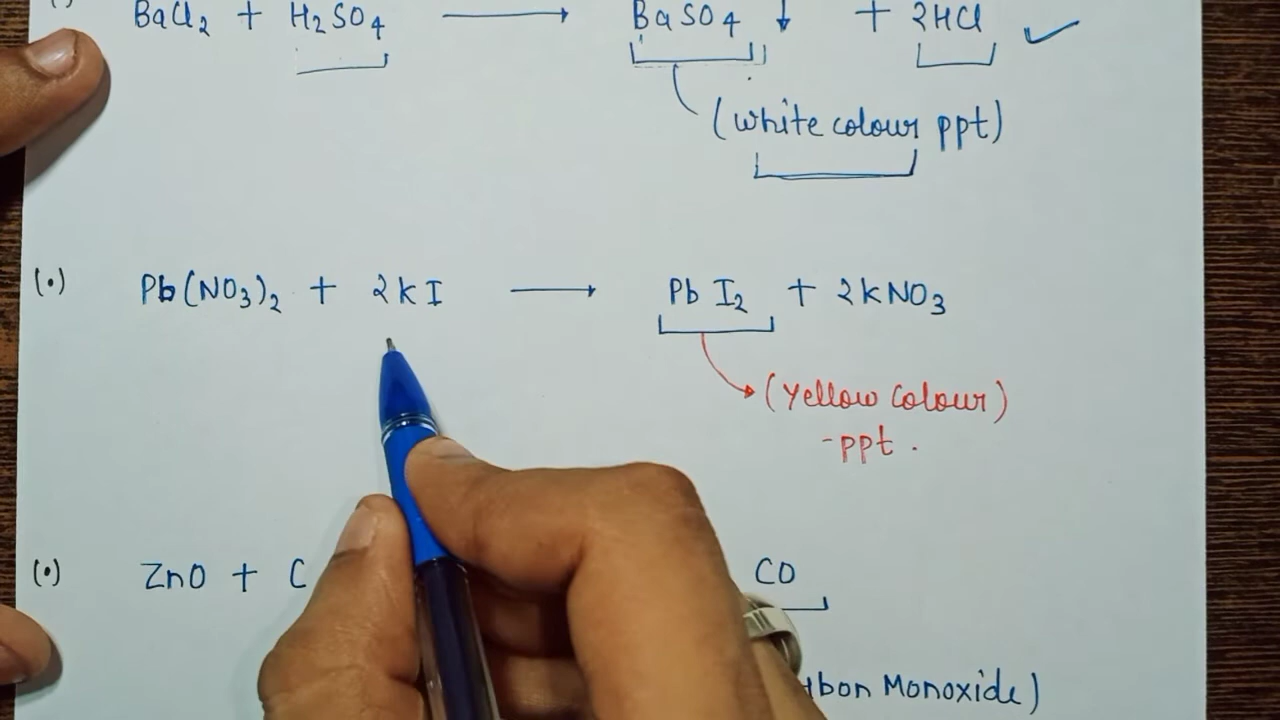 BaCl₂ + H₂SO₄ ⟶ BaSO₄ ↓ + 2HCl ✓
(white colour ppt)
(•) Pb(NO₃)₂ + 2kI ⟶ PbI₂ + 2kNO₃
(Yellow Colour)
-ppt.
(•) ZnO + C CO
bon Monoxide)